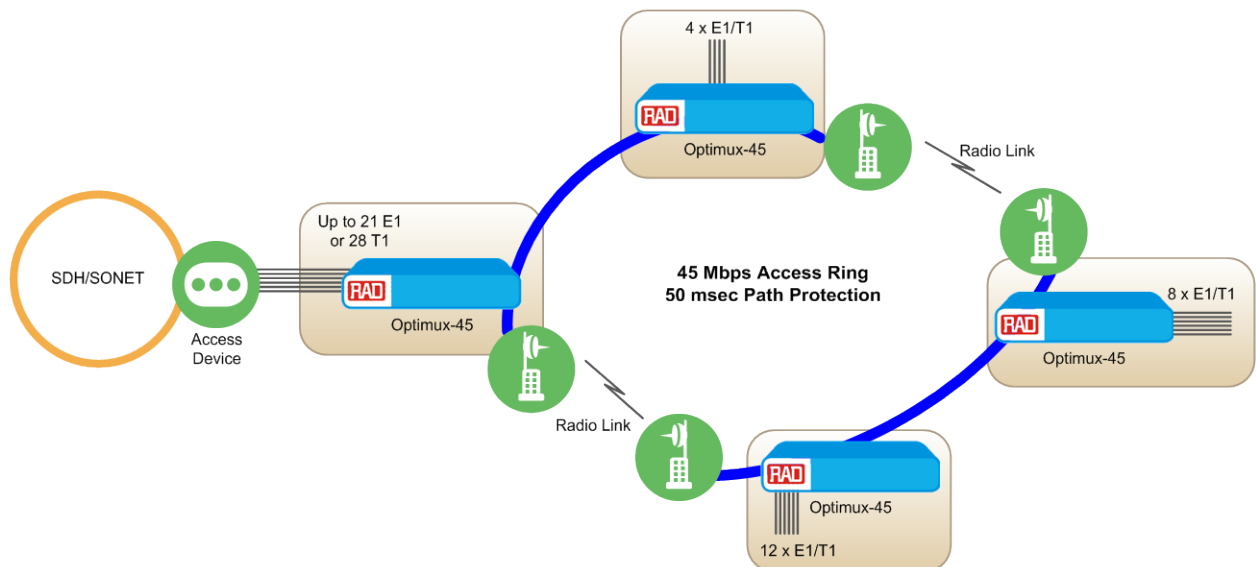 4 x E1/T1
RAD
Optimux-45
Radio Link
Up to 21 E1
or 28 T1
SDH/SONET
RAD
Optimux-45
Access
Device
45 Mbps Access Ring
50 msec Path Protection
8 x E1/T1
RAD
Optimux-45
Radio Link
RAD
Optimux-45
12 x E1/T1